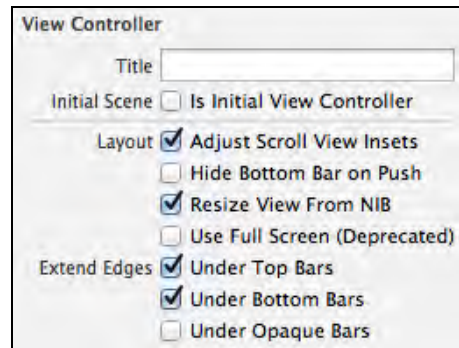 View Controller
Title
Initial Scene Is Initial View Controller
Layout Adjust Scroll View Insets
Hide Bottom Bar on Push
Resize View From NIB
Use Full Screen (Deprecated)
Extend Edges Under Top Bars
Under Bottom Bars
Under Opaque Bars